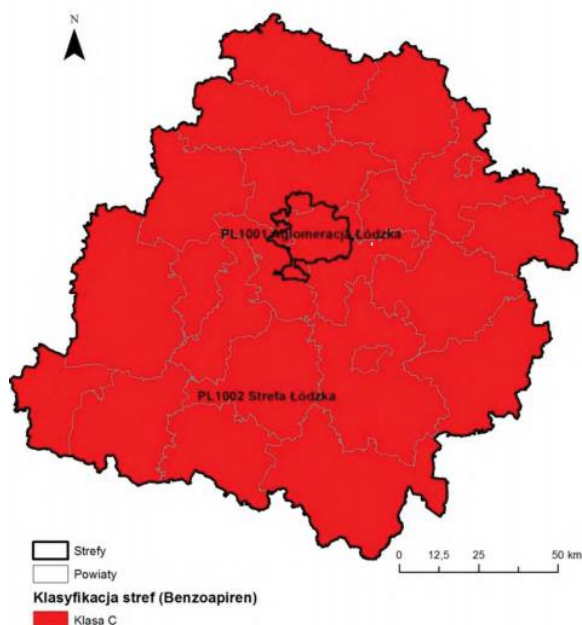 N
PL1001 Aglomeracja Łódzka
PL1002 Strefa Łódzka
Strefy
Powiaty
Klasyfikacja stref (Benzoapiren)
Klasa C
0 12,5 25 50 km